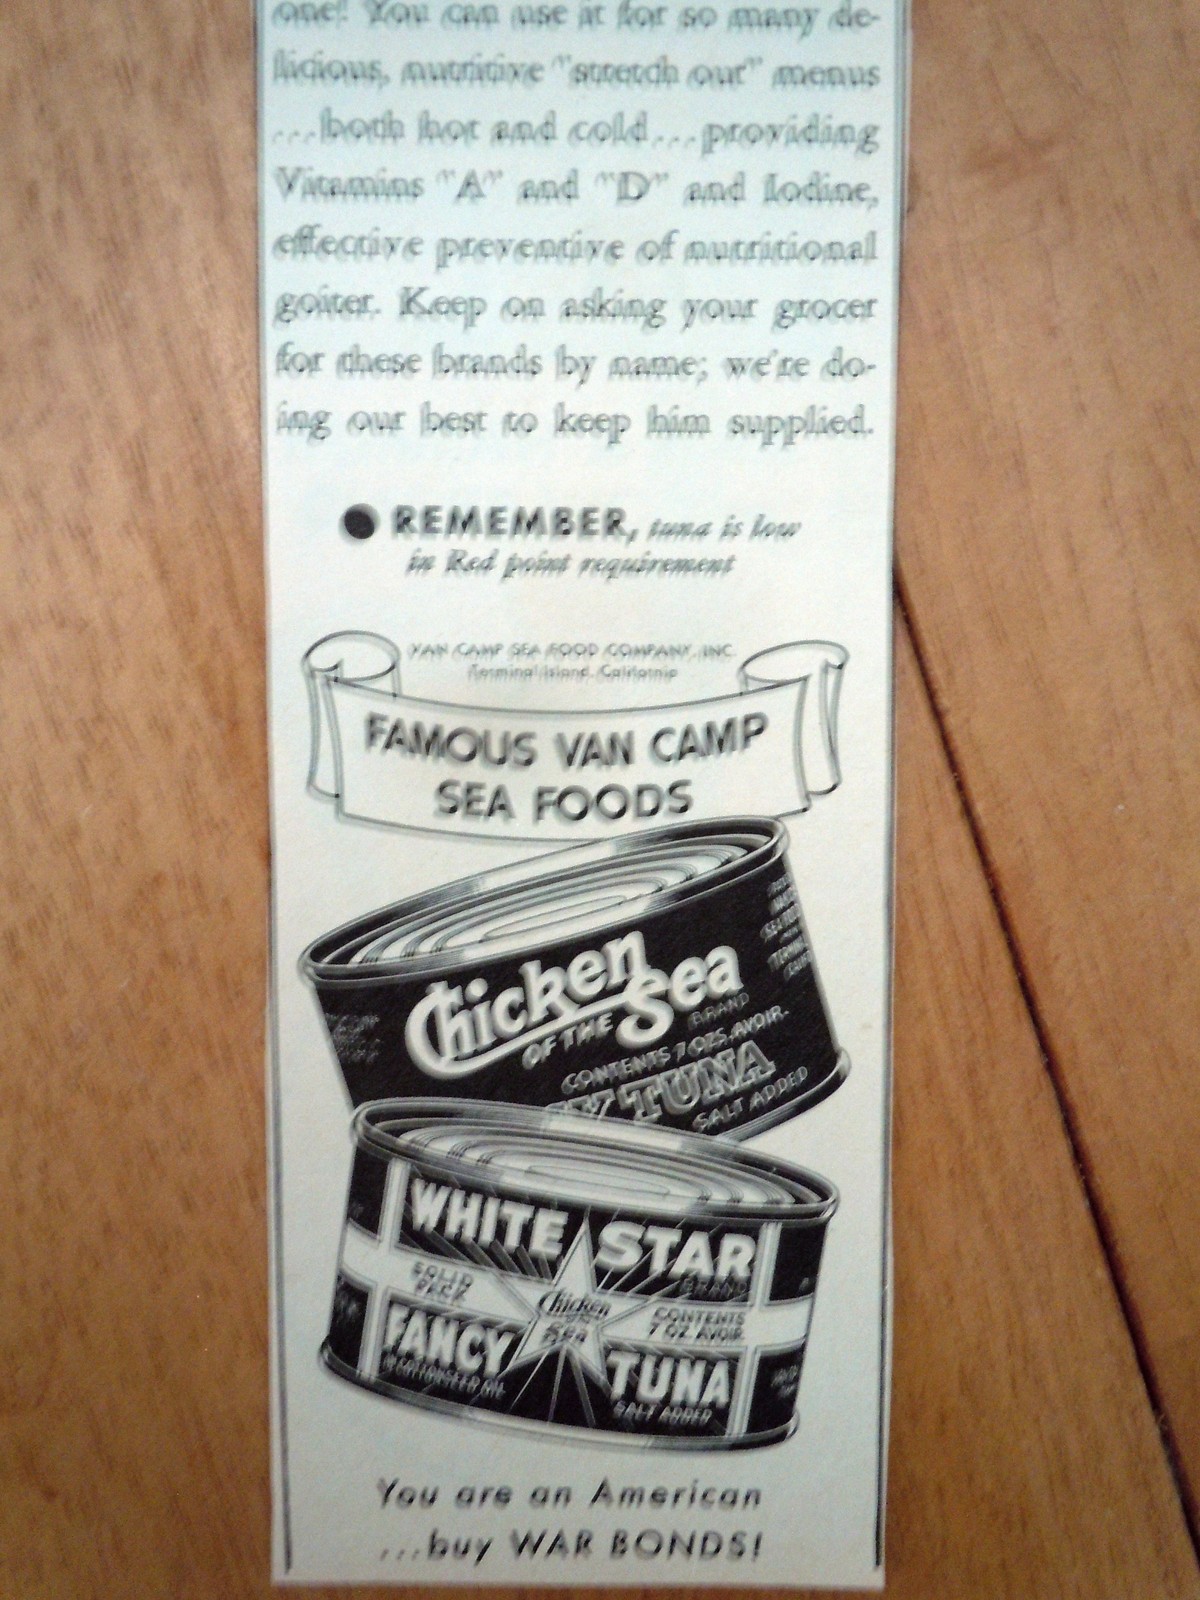 one! You can use it for so many de-
licious, nutritive "stretch out" menus
...both hot and cold...providing
Vitamins "A" and "D" and Iodine,
effective preventive of nutritional
goiter. Keep on asking your grocer
for these brands by name; we're do-
ing our best to keep him supplied.
● REMEMBER, tuna is low
in Red point requirement
VAN CAMP SEA FOOD COMPANY, INC.
Terminal Island, California
FAMOUS VAN CAMP
SEA FOODS
Chicken
OF THE Sea
BRAND
CONTENTS 7 OZS. AVOIR.
TUNA
SALT ADDED
WHITE STAR
BRAND
SOLID
PACK
Chicken
of the
Sea
CONTENTS
7 OZ. AVOIR.
FANCY TUNA
IN COTTONSEED OIL
SALT ADDED
You are an American
...buy WAR BONDS!